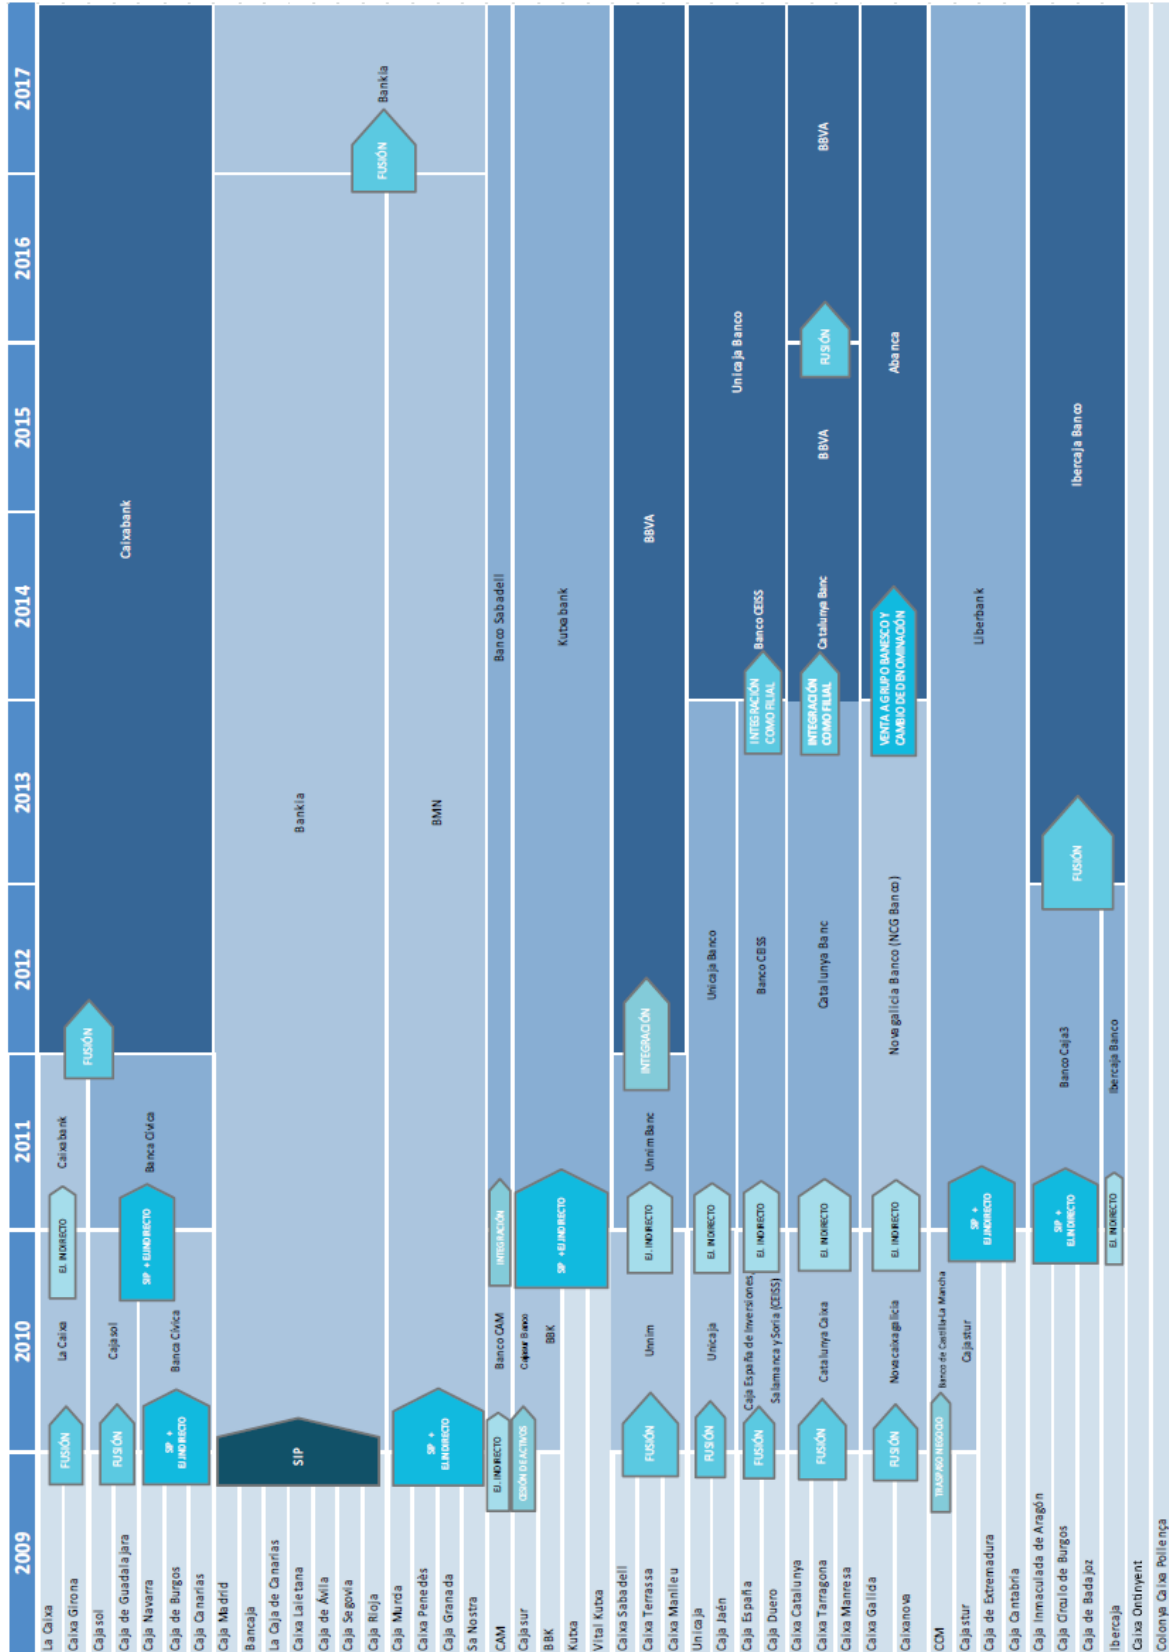 2009 2010 2011 2012 2013 2014 2015 2016 2017
La Caixa
Caixa Girona
FUSIÓN
La Caixa
EJ. INDIRECTO
Caixabank
FUSIÓN
Caixabank
Cajasol
Caja de Guadalajara
FUSIÓN
Cajasol
SIP + EJ.INDIRECTO
Banca Cívica
Caja Navarra
Caja de Burgos
Caja Canarias
SIP +
EJ.INDIRECTO
Banca Cívica
Caja Madrid
Bancaja
La Caja de Canarias
Caixa Laietana
Caja de Ávila
Caja Segovia
Caja Rioja
SIP
Bankia
FUSIÓN
Bankia
Caja Murcia
Caixa Penedès
Caja Granada
Sa Nostra
SIP +
EJ.INDIRECTO
BMN
CAM
EJ. INDIRECTO
Banco CAM
INTEGRACIÓN
Banco Sabadell
Cajasur
CESIÓN DE ACTIVOS
Cajasur Banco
BBK
BBK
Kutxa
Vital Kutxa
SIP + EJ.INDIRECTO
Kutxabank
Caixa Sabadell
Caixa Terrassa
Caixa Manlleu
FUSIÓN
Unnim
EJ. INDIRECTO
Unnim Banc
INTEGRACIÓN
BBVA
Unicaja
Caja Jaén
FUSIÓN
Unicaja
EJ. INDIRECTO
Unicaja Banco
Unicaja Banco
Caja España
Caja Duero
FUSIÓN
Caja España de Inversiones,
Salamanca y Soria (CEISS)
EJ. INDIRECTO
Banco CEISS
INTEGRACIÓN
COMO FILIAL
Banco CEISS
Caixa Catalunya
Caixa Tarragona
Caixa Manresa
FUSIÓN
Catalunya Caixa
EJ. INDIRECTO
Catalunya Banc
INTEGRACIÓN
COMO FILIAL
Catalunya Banc
BBVA
FUSIÓN
BBVA
Caixa Galicia
Caixanova
FUSIÓN
Novacaixagalicia
EJ. INDIRECTO
Novagalicia Banco (NCG Banco)
VENTA A GRUPO BANESCO Y
CAMBIO DE DENOMINACIÓN
Abanca
CCM
TRASPASO NEGOCIO
Banco de Castilla-La Mancha
Cajastur
Cajastur
Caja de Extremadura
Caja Cantabria
SIP +
EJ.INDIRECTO
Liberbank
Caja Inmaculada de Aragón
Caja Círculo de Burgos
Caja de Badajoz
SIP +
EJ.INDIRECTO
Banco Caja3
FUSIÓN
Ibercaja Banco
Ibercaja
EJ. INDIRECTO
Ibercaja Banco
Caixa Ontinyent
olonya Caixa Pollença